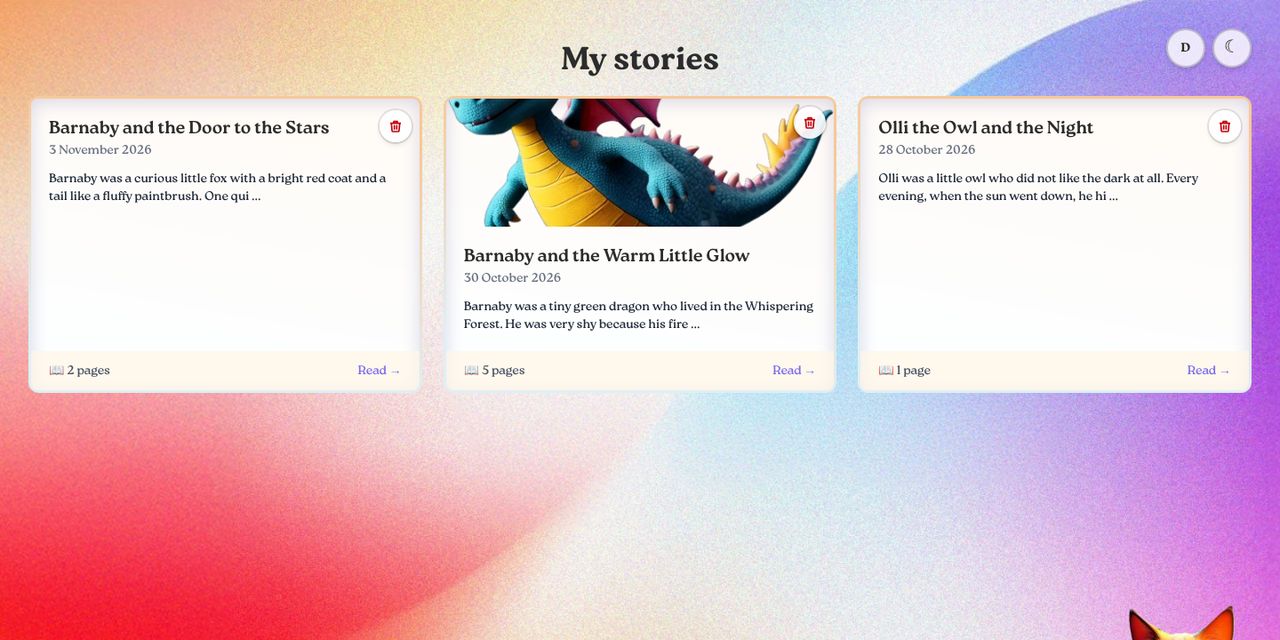 My stories
D
Barnaby and the Door to the Stars
3 November 2026
Barnaby was a curious little fox with a bright red coat and a
tail like a fluffy paintbrush. One qui ...
📖 2 pages
Read →
Barnaby and the Warm Little Glow
30 October 2026
Barnaby was a tiny green dragon who lived in the Whispering
Forest. He was very shy because his fire ...
📖 5 pages
Read →
Olli the Owl and the Night
28 October 2026
Olli was a little owl who did not like the dark at all. Every
evening, when the sun went down, he hi ...
📖 1 page
Read →